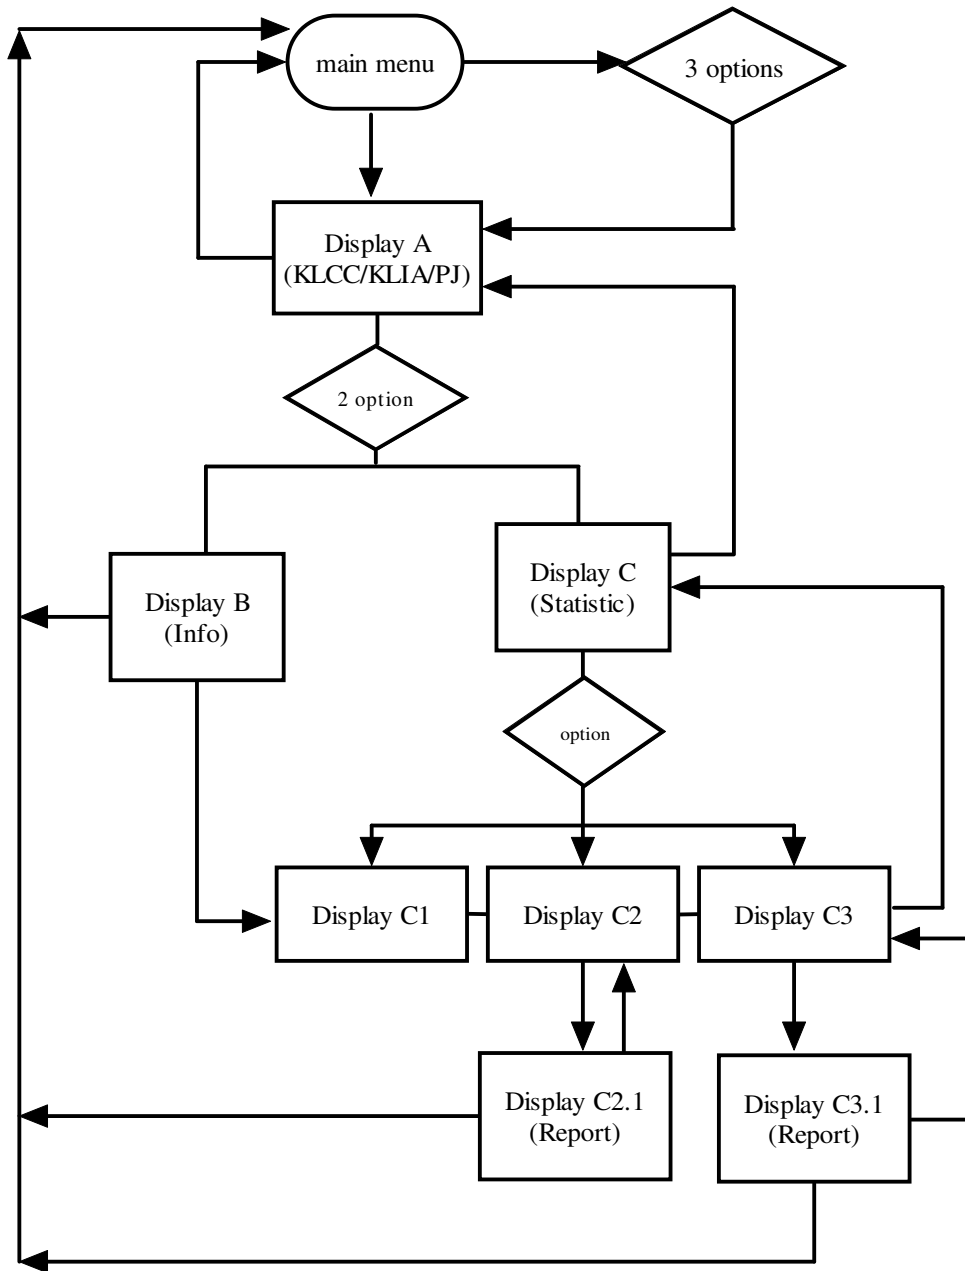 main menu
3 options
Display A
(KLCC/KLIA/PJ)
2 option
Display B
(Info)
Display C
(Statistic)
option
Display C1
Display C2
Display C3
Display C2.1
(Report)
Display C3.1
(Report)